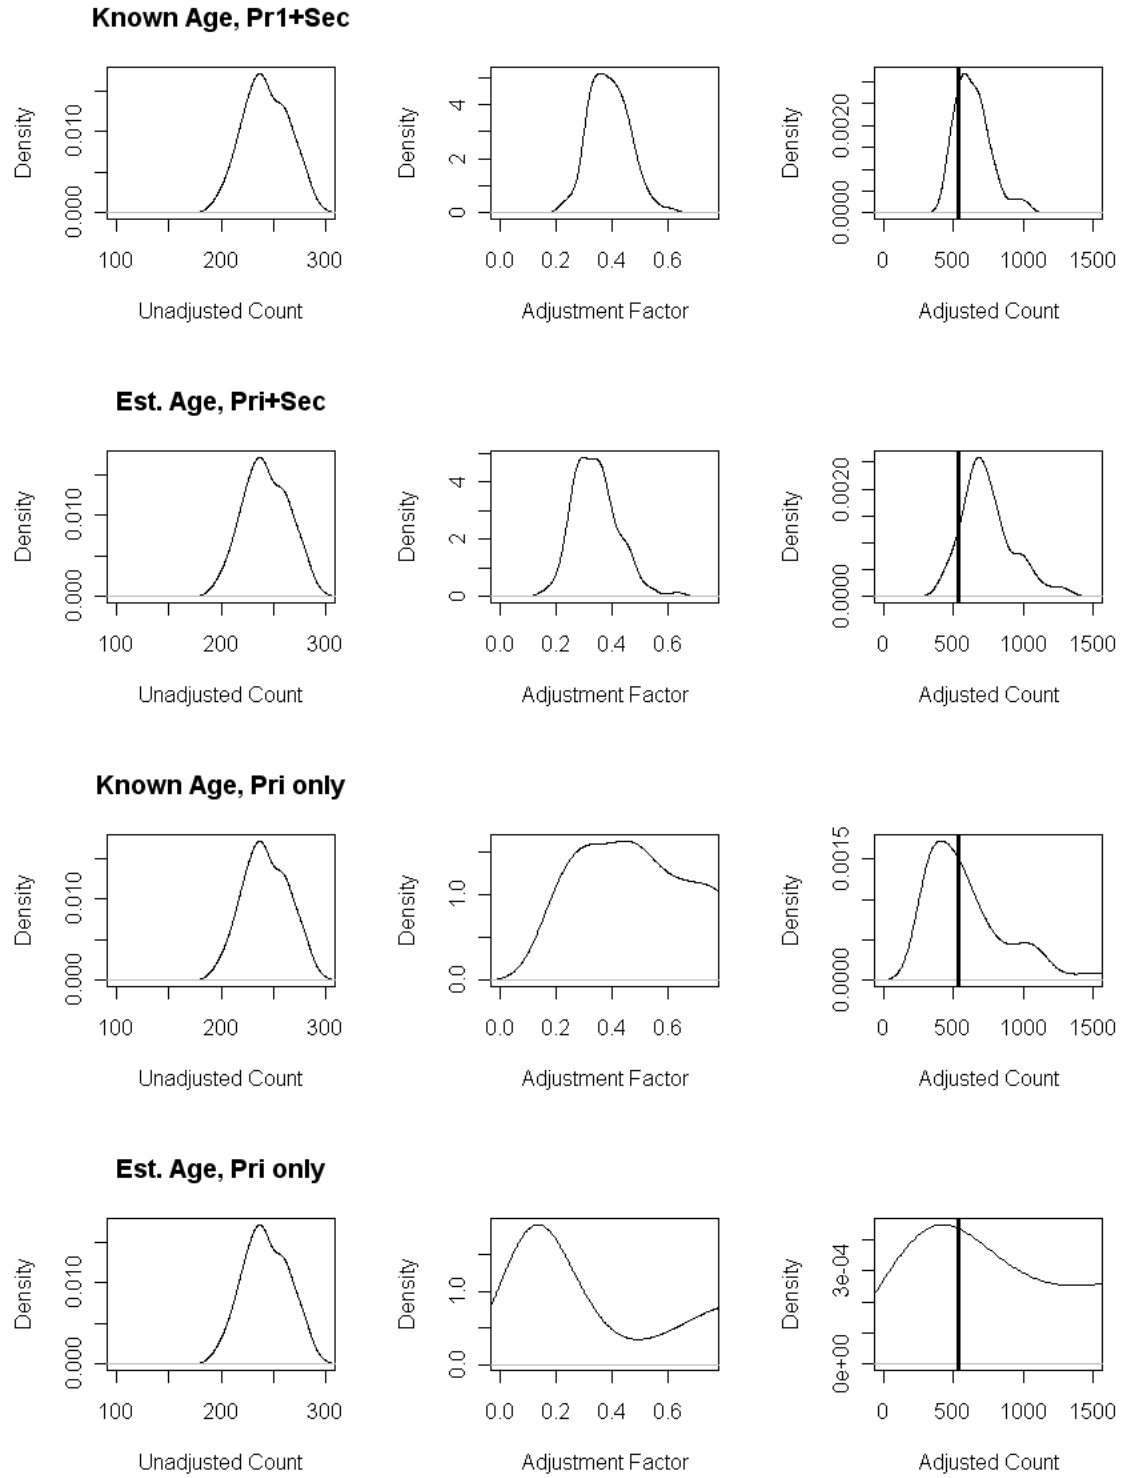 Known Age, Pr1+Sec
Density
0.000 0.010
100 200 300
Unadjusted Count
Density
0 2 4
0.0 0.2 0.4 0.6
Adjustment Factor
Density
0.0000 0.0020
0 500 1000 1500
Adjusted Count
Est. Age, Pri+Sec
Density
0.000 0.010
100 200 300
Unadjusted Count
Density
0 2 4
0.0 0.2 0.4 0.6
Adjustment Factor
Density
0.0000 0.0020
0 500 1000 1500
Adjusted Count
Known Age, Pri only
Density
0.000 0.010
100 200 300
Unadjusted Count
Density
0.0 1.0
0.0 0.2 0.4 0.6
Adjustment Factor
Density
0.0000 0.0015
0 500 1000 1500
Adjusted Count
Est. Age, Pri only
Density
0.000 0.010
100 200 300
Unadjusted Count
Density
0.0 1.0
0.0 0.2 0.4 0.6
Adjustment Factor
Density
0e+00 3e-04
0 500 1000 1500
Adjusted Count